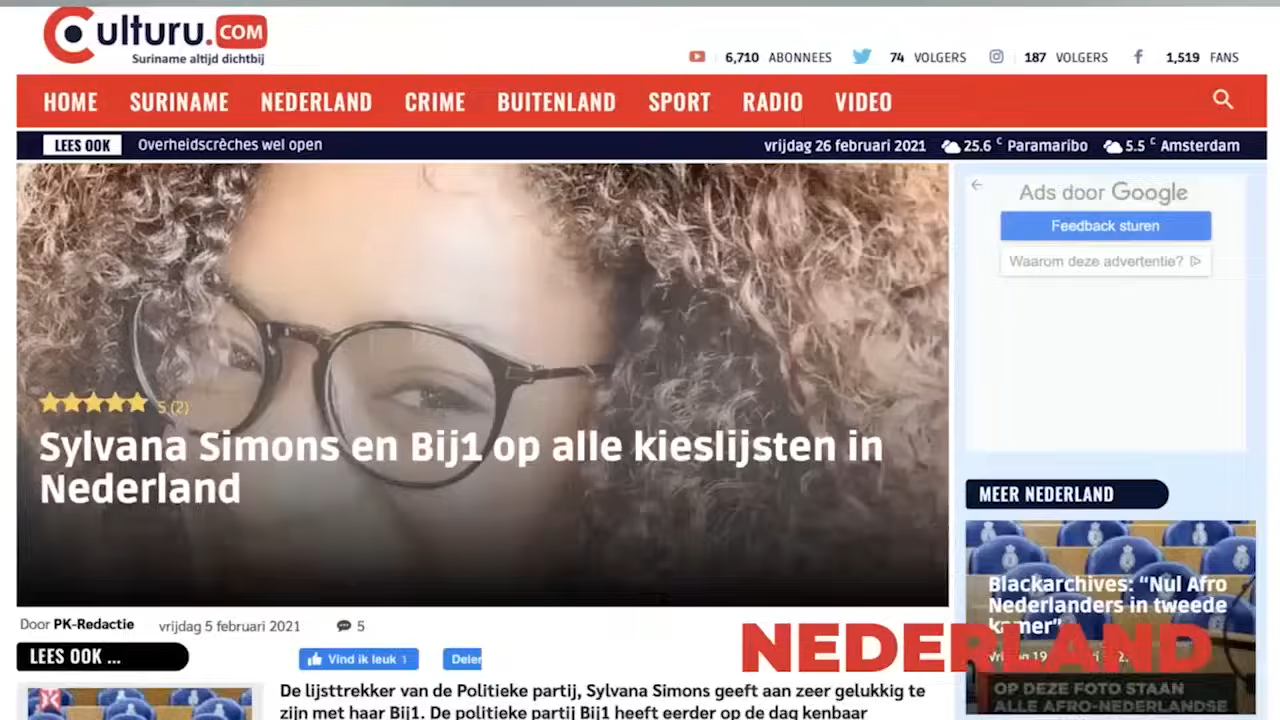 Culturu.COM
Suriname altijd dichtbij
6,710 ABONNEES 74 VOLGERS 187 VOLGERS 1,519 FANS
HOME SURINAME NEDERLAND CRIME BUITENLAND SPORT RADIO VIDEO
LEES OOK Overheidscrèches wel open
vrijdag 26 februari 2021 25.6 C Paramaribo 5.5 C Amsterdam
Ads door Google
Feedback sturen
Waarom deze advertentie?
5 (2)
Sylvana Simons en Bij1 op alle kieslijsten in
Nederland
Door PK-Redactie vrijdag 5 februari 2021 5
LEES OOK ...
Vind ik leuk 1
De lijsttrekker van de Politieke partij, Sylvana Simons geeft aan zeer gelukkig te
zijn met haar Bij1. De politieke partij Bij1 heeft eerder op de dag kenbaar
MEER NEDERLAND
Blackarchives: “Nul Afro
Nederlanders in tweede
kamer”
NEDERLAND
OP DEZE FOTO STAAN
ALLE AFRO-NEDERLANDSE